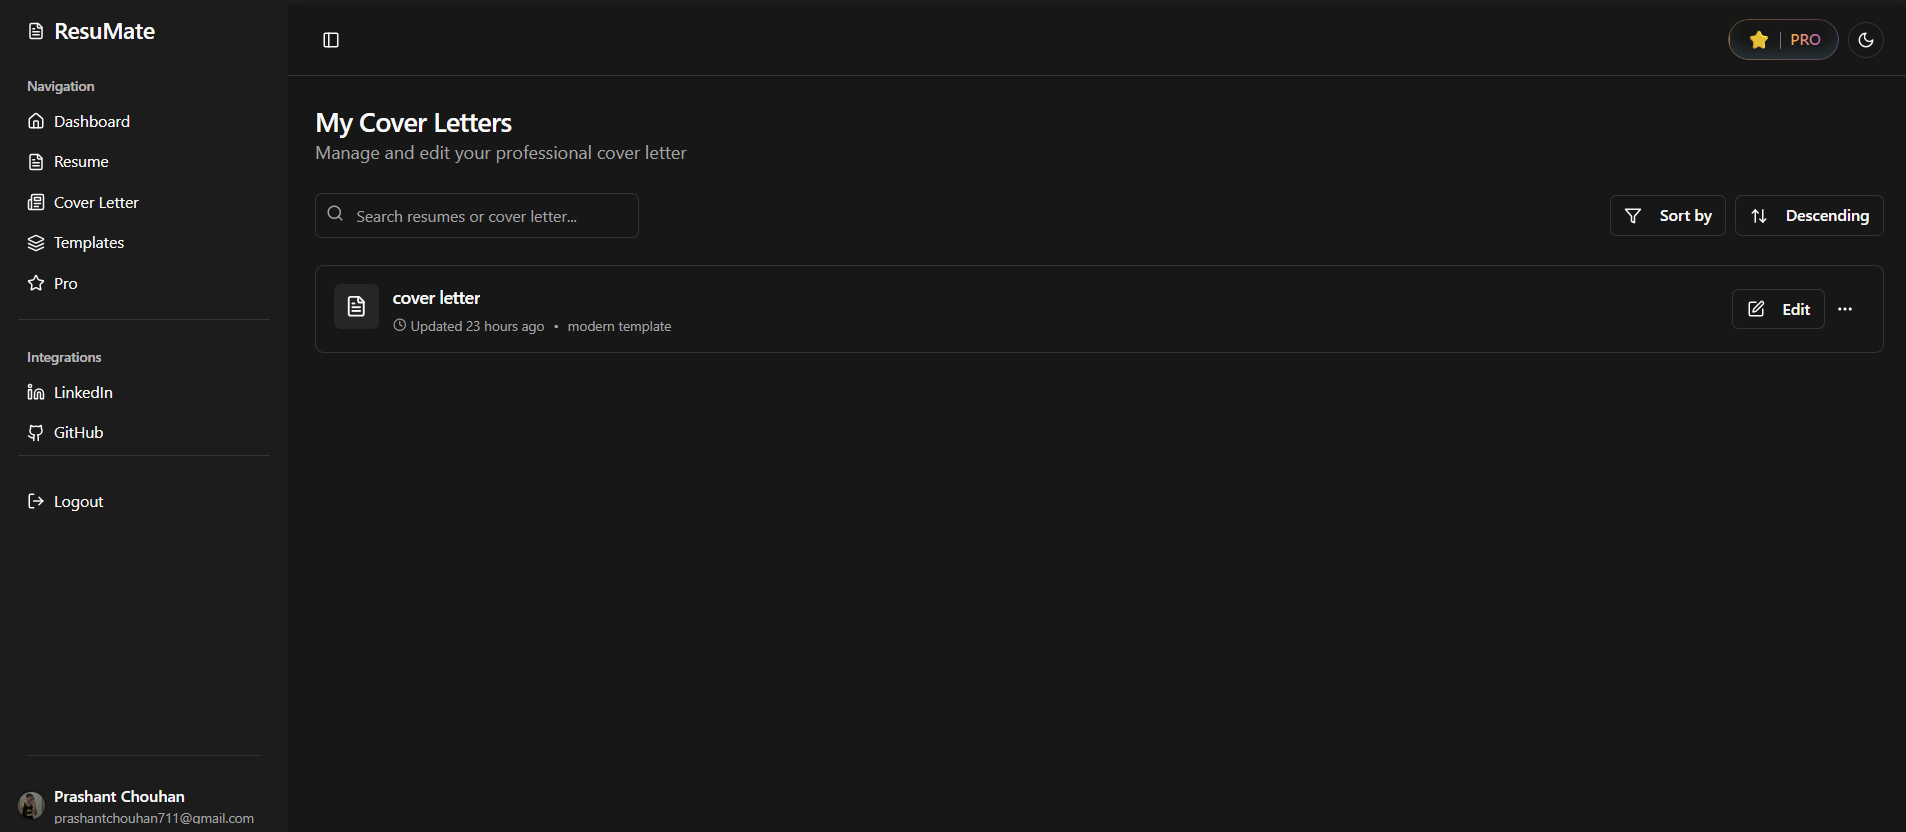 ResuMate
Navigation
Dashboard
Resume
Cover Letter
Templates
Pro
Integrations
LinkedIn
GitHub
Logout
Prashant Chouhan
prashantchouhan711@gmail.com
PRO
My Cover Letters
Manage and edit your professional cover letter
Search resumes or cover letter...
Sort by
Descending
cover letter
Updated 23 hours ago • modern template
Edit